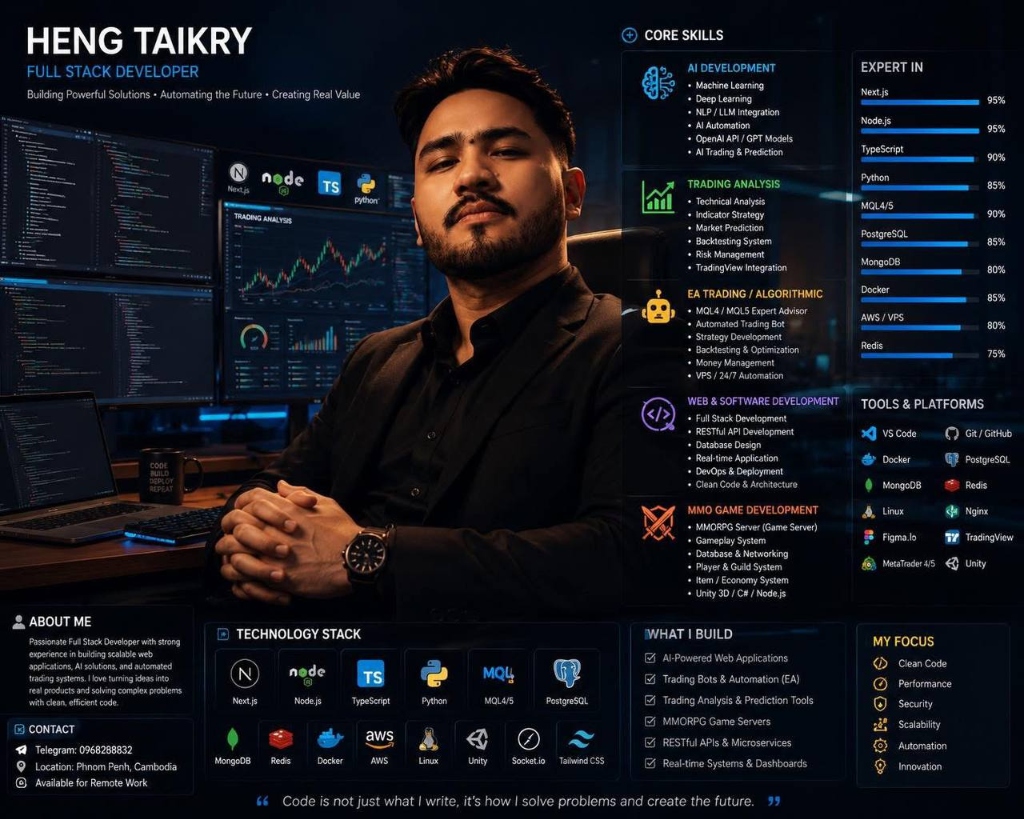 HENG TAIKRY
FULL STACK DEVELOPER
Building Powerful Solutions • Automating the Future • Creating Real Value
N
Next.js
node
JS
TS
python
TRADING ANALYSIS
CODE
BUILD
DEPLOY
REPEAT
CORE SKILLS
AI DEVELOPMENT
• Machine Learning
• Deep Learning
• NLP / LLM Integration
• AI Automation
• OpenAI API / GPT Models
• AI Trading & Prediction
TRADING ANALYSIS
• Technical Analysis
• Indicator Strategy
• Market Prediction
• Backtesting System
• Risk Management
• TradingView Integration
EA TRADING / ALGORITHMIC
• MQL4 / MQL5 Expert Advisor
• Automated Trading Bot
• Strategy Development
• Backtesting & Optimization
• Money Management
• VPS / 24/7 Automation
WEB & SOFTWARE DEVELOPMENT
• Full Stack Development
• RESTful API Development
• Database Design
• Real-time Application
• DevOps & Deployment
• Clean Code & Architecture
MMO GAME DEVELOPMENT
• MMORPG Server (Game Server)
• Gameplay System
• Database & Networking
• Player & Guild System
• Item / Economy System
• Unity 3D / C# / Node.js
EXPERT IN
Next.js 95%
Node.js 95%
TypeScript 90%
Python 85%
MQL4/5 90%
PostgreSQL 85%
MongoDB 80%
Docker 85%
AWS / VPS 80%
Redis 75%
TOOLS & PLATFORMS
VS Code Git / GitHub
Docker PostgreSQL
MongoDB Redis
Linux Nginx
Figma.Io TradingView
MetaTrader 4/5 Unity
ABOUT ME
Passionate Full Stack Developer with strong
experience in building scalable web
applications, AI solutions, and automated
trading systems. I love turning ideas into
real products and solving complex problems
with clean, efficient code.
CONTACT
Telegram: 0968288832
Location: Phnom Penh, Cambodia
Available for Remote Work
TECHNOLOGY STACK
N node TS MQL
Next.js Node.js TypeScript Python MQL4/5 PostgreSQL
aws
MongoDB Redis Docker AWS Linux Unity Socket.io Tailwind CSS
WHAT I BUILD
AI-Powered Web Applications
Trading Bots & Automation (EA)
Trading Analysis & Prediction Tools
MMORPG Game Servers
RESTful APIs & Microservices
Real-time Systems & Dashboards
MY FOCUS
Clean Code
Performance
Security
Scalability
Automation
Innovation
“ Code is not just what I write, it's how I solve problems and create the future. ”